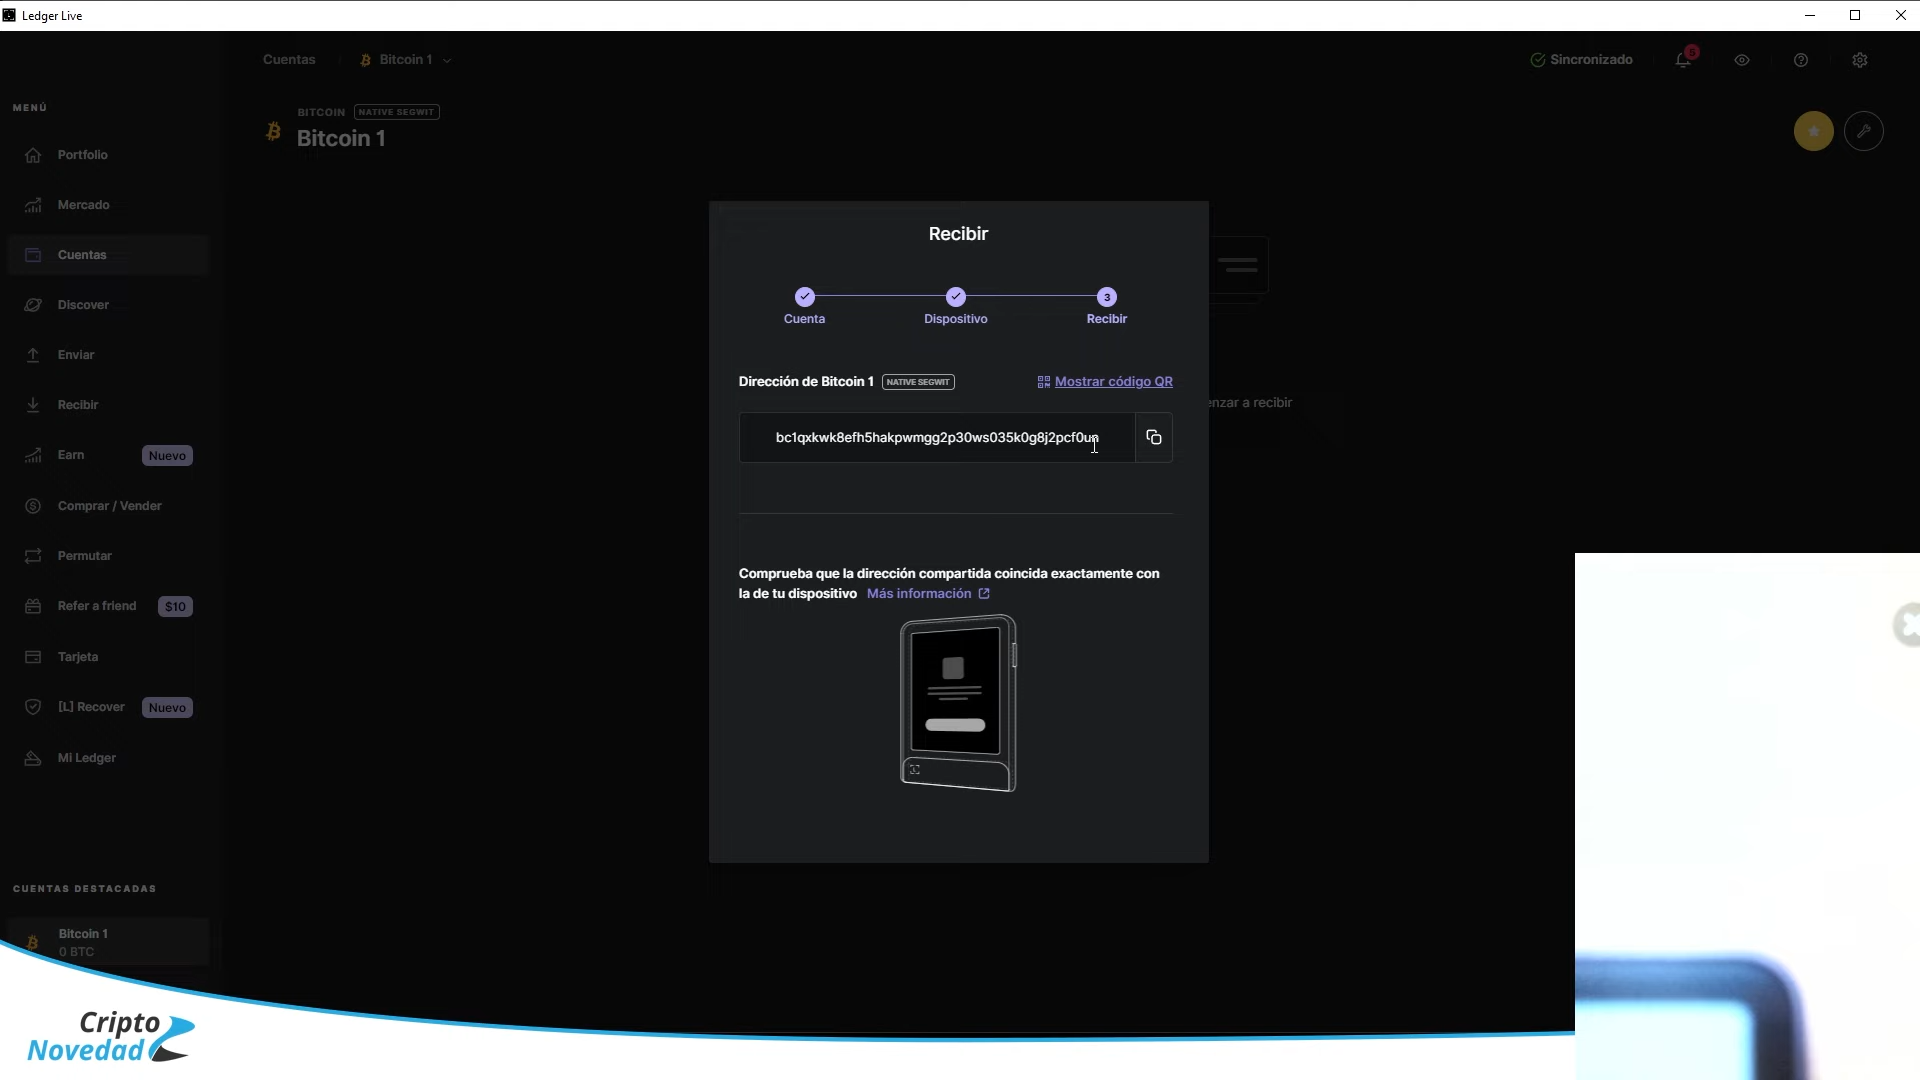 Ledger Live
Cuentas
Bitcoin 1
Sincronizado
5
MENÚ
BITCOIN
NATIVE SEGWIT
Bitcoin 1
Portfolio
Mercado
Cuentas
Discover
Enviar
Recibir
Earn
Nuevo
Comprar / Vender
Permutar
Refer a friend
$10
Tarjeta
[L] Recover
Nuevo
Mi Ledger
CUENTAS DESTACADAS
Bitcoin 1
0 BTC
Recibir
3
Cuenta
Dispositivo
Recibir
Dirección de Bitcoin 1
NATIVE SEGWIT
Mostrar código QR
a recibir
Comprueba que la dirección compartida coincida exactamente con
la de tu dispositivo
Más información
Cripto
Novedad